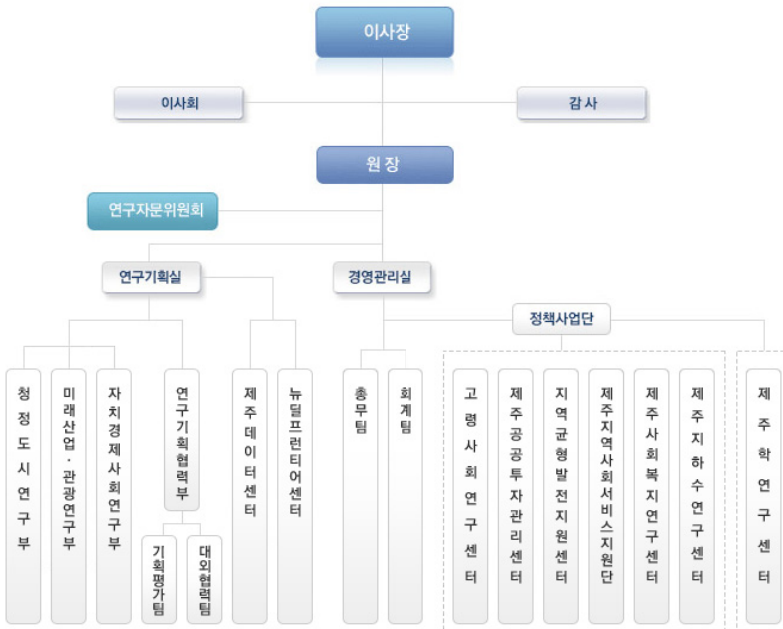 이사장
이사회
감 사
원 장
연구자문위원회
연구기획실
경영관리실
정책사업단
청정도시연구부
미래산업·관광연구부
자치경제사회연구부
연구기획협력부
기획평가팀
대외협력팀
제주데이터센터
뉴딜프런티어센터
총무팀
회계팀
고령사회연구센터
제주공공투자관리센터
지역균형발전지원센터
제주지역사회서비스지원단
제주사회복지연구센터
제주지하수연구센터
제주학연구센터